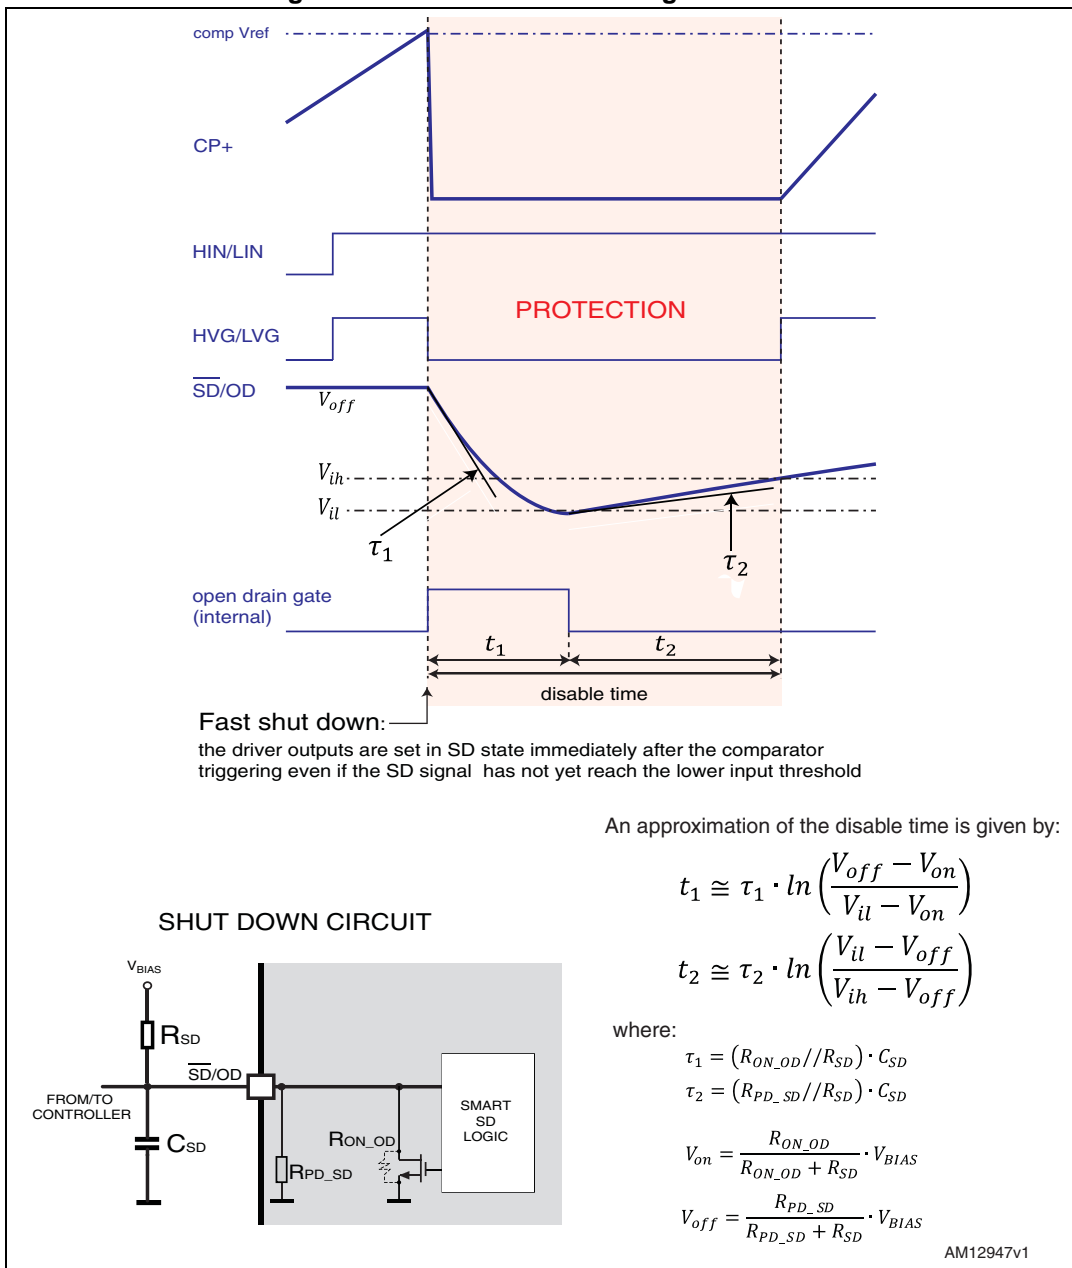 comp Vref
CP+
HIN/LIN
PROTECTION
HVG/LVG
SD/OD
Voff
Vih
Vil
τ1
τ2
open drain gate
(internal)
t1
t2
disable time
Fast shut down:
the driver outputs are set in SD state immediately after the comparator
triggering even if the SD signal has not yet reach the lower input threshold
An approximation of the disable time is given by:
t1 ≅ τ1 · ln((Voff − Von)/(Vil − Von))
t2 ≅ τ2 · ln((Vil − Voff)/(Vih − Voff))
where:
τ1 = (RON_OD//RSD) · CSD
τ2 = (RPD_SD//RSD) · CSD
Von = RON_OD/(RON_OD + RSD) · VBIAS
Voff = RPD_SD/(RPD_SD + RSD) · VBIAS
SHUT DOWN CIRCUIT
VBIAS
RSD
SD/OD
FROM/TO
CONTROLLER
CSD
RPD_SD
RON_OD
SMART
SD
LOGIC
AM12947v1